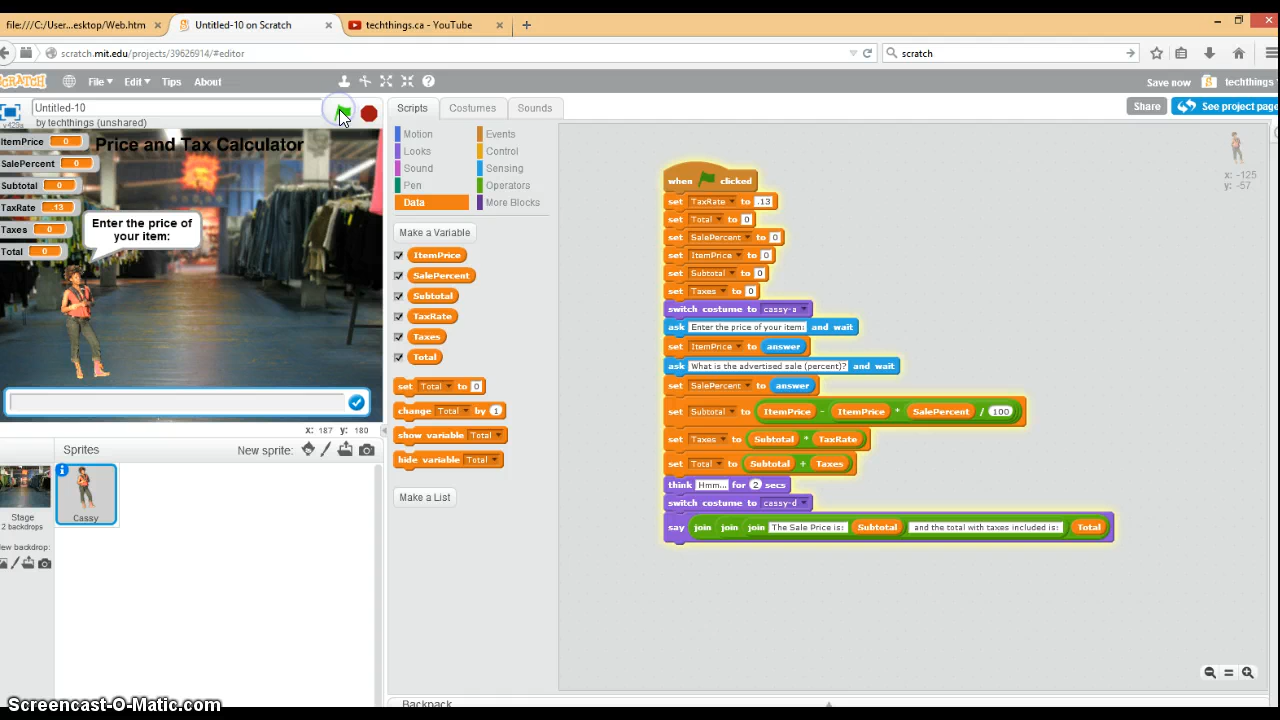 file:///C:/User...esktop/Web.htm × Untitled-10 on Scratch × techthings.ca - YouTube × +
scratch.mit.edu/projects/39626914/#editor scratch
SCRATCH File Edit Tips About Save now techthings
Untitled-10
by techthings (unshared)
v423a
Scripts Costumes Sounds
Share See project page
Price and Tax Calculator
ItemPrice 0
SalePercent 0
Subtotal 0
TaxRate .13
Taxes 0
Total 0
Enter the price of
your item:
x: 187 y: 180
Sprites New sprite:
Stage
2 backdrops
New backdrop:
Cassy
Motion
Looks
Sound
Pen
Data
Events
Control
Sensing
Operators
More Blocks
Make a Variable
ItemPrice
SalePercent
Subtotal
TaxRate
Taxes
Total
set Total to 0
change Total by 1
show variable Total
hide variable Total
Make a List
when clicked
set TaxRate to .13
set Total to 0
set SalePercent to 0
set ItemPrice to 0
set Subtotal to 0
set Taxes to 0
switch costume to cassy-a
ask Enter the price of your item: and wait
set ItemPrice to answer
ask What is the advertised sale (percent)? and wait
set SalePercent to answer
set Subtotal to ItemPrice - ItemPrice * SalePercent / 100
set Taxes to Subtotal * TaxRate
set Total to Subtotal + Taxes
think Hmm... for 2 secs
switch costume to cassy-d
say join join join The Sale Price is: Subtotal and the total with taxes included is: Total
x: -125
y: -57
Backpack
Screencast-O-Matic.com